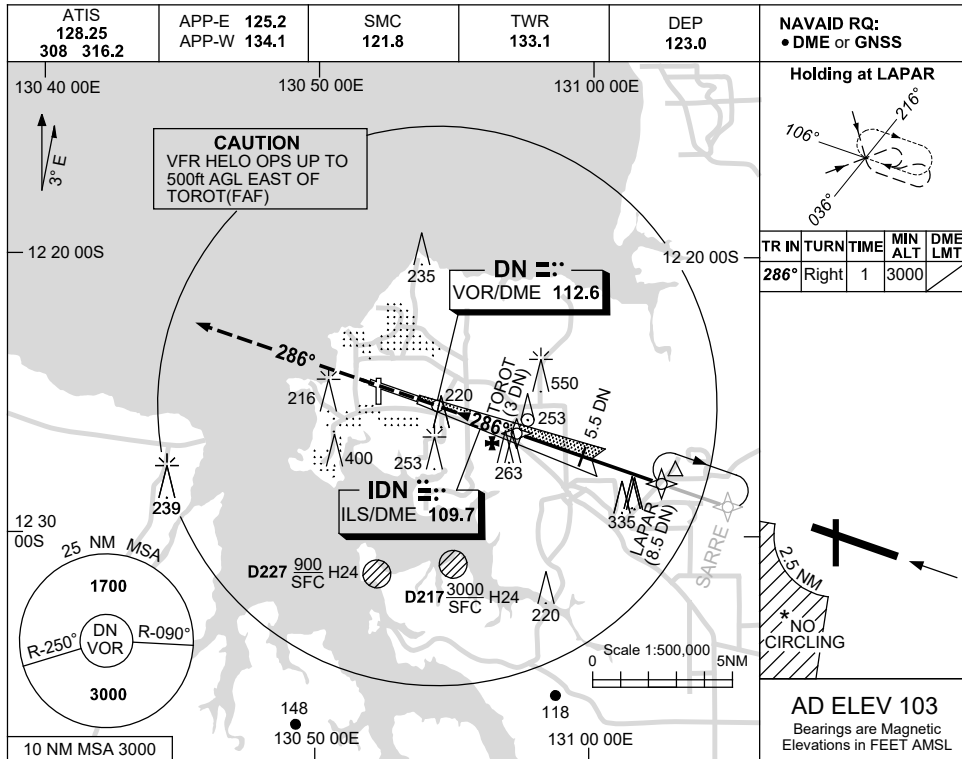 ATIS
128.25
308 316.2
APP-E 125.2
APP-W 134.1
SMC
121.8
TWR
133.1
DEP
123.0
NAVAID RQ:
• DME or GNSS
130 40 00E
130 50 00E
131 00 00E
3° E
CAUTION
VFR HELO OPS UP TO
500ft AGL EAST OF
TOROT(FAF)
Holding at LAPAR
216°
106°
036°
TR IN TURN TIME MIN ALT DME LMT
286° Right 1 3000
12 20 00S
12 20 00S
235
DN
VOR/DME 112.6
286°
216
220
TOROT
(3 DN)
550
286°
253
5.5 DN
400
253
263
239
IDN
ILS/DME 109.7
335
LAPAR
(8.5 DN)
SARRE
12 30
00S
25 NM MSA
1700
DN
VOR
R-250°
R-090°
3000
D227 900 SFC H24
D217 3000 SFC H24
220
2.5 NM
* NO
CIRCLING
Scale 1:500,000
0 5NM
148
118
130 50 00E
131 00 00E
10 NM MSA 3000
AD ELEV 103
Bearings are Magnetic
Elevations in FEET AMSL